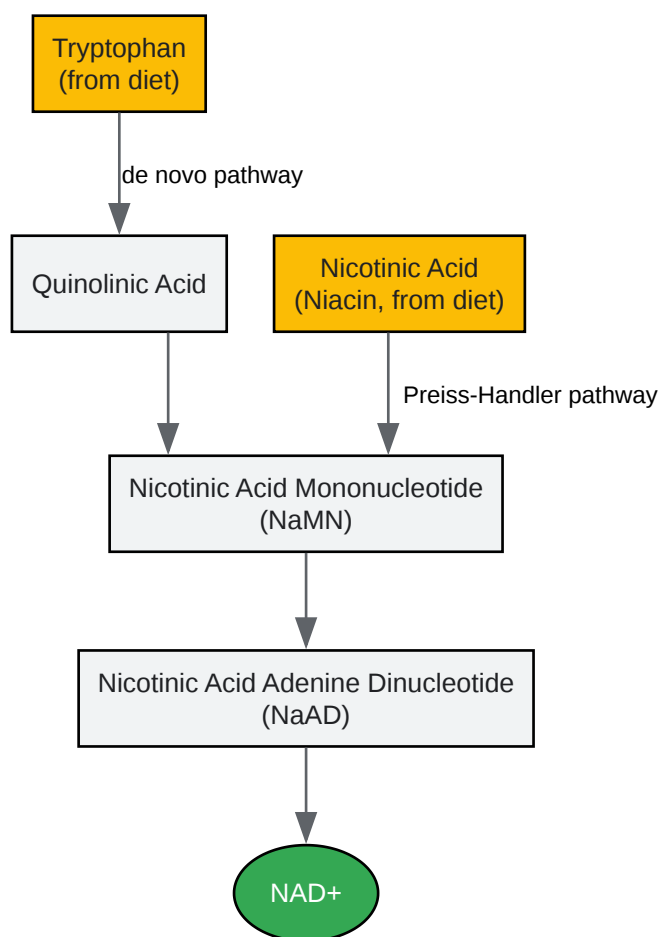 Tryptophan
(from diet)
de novo pathway
Quinolinic Acid
Nicotinic Acid
(Niacin, from diet)
Preiss-Handler pathway
Nicotinic Acid Mononucleotide
(NaMN)
Nicotinic Acid Adenine Dinucleotide
(NaAD)
NAD+